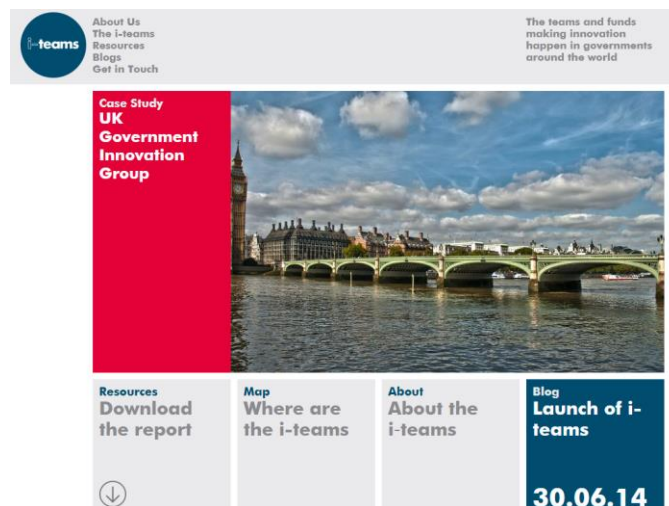 i-teams
About Us
The i-teams
Resources
Blogs
Get in Touch
The teams and funds
making innovation
happen in governments
around the world
Case Study
UK
Government
Innovation
Group
Resources
Download
the report
Map
Where are
the i-teams
About
About the
i-teams
Blog
Launch of i-
teams
30.06.14